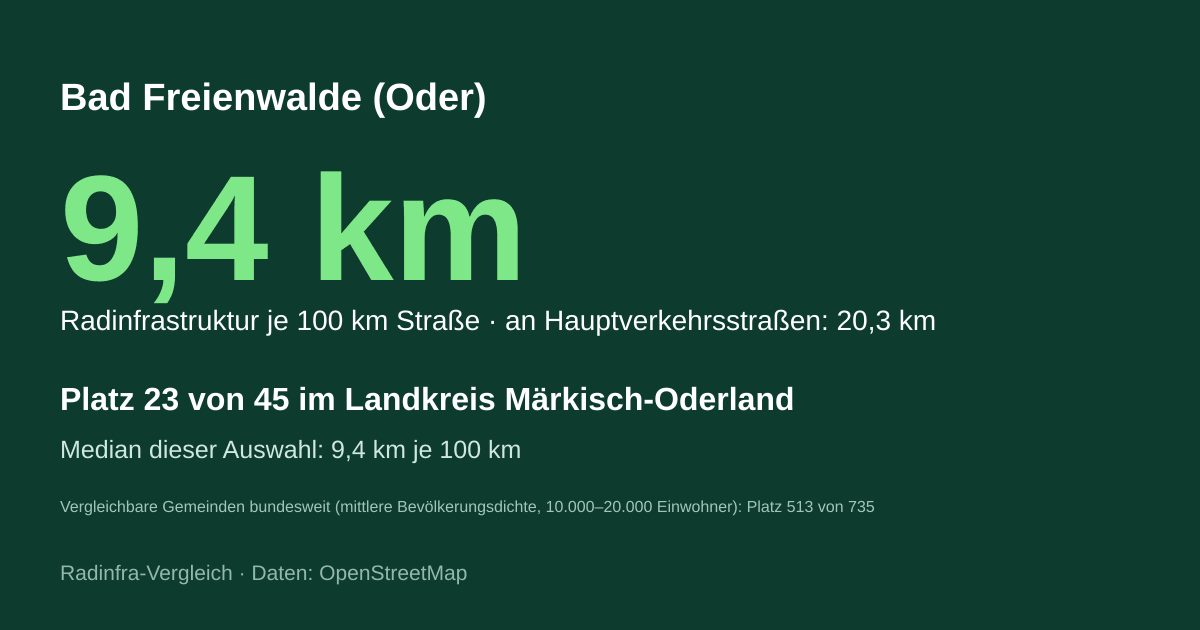 Bad Freienwalde (Oder)
9,4 km
Radinfrastruktur je 100 km Straße · an Hauptverkehrsstraßen: 20,3 km
Platz 23 von 45 im Landkreis Märkisch-Oderland
Median dieser Auswahl: 9,4 km je 100 km
Vergleichbare Gemeinden bundesweit (mittlere Bevölkerungsdichte, 10.000–20.000 Einwohner): Platz 513 von 735
Radinfra-Vergleich · Daten: OpenStreetMap